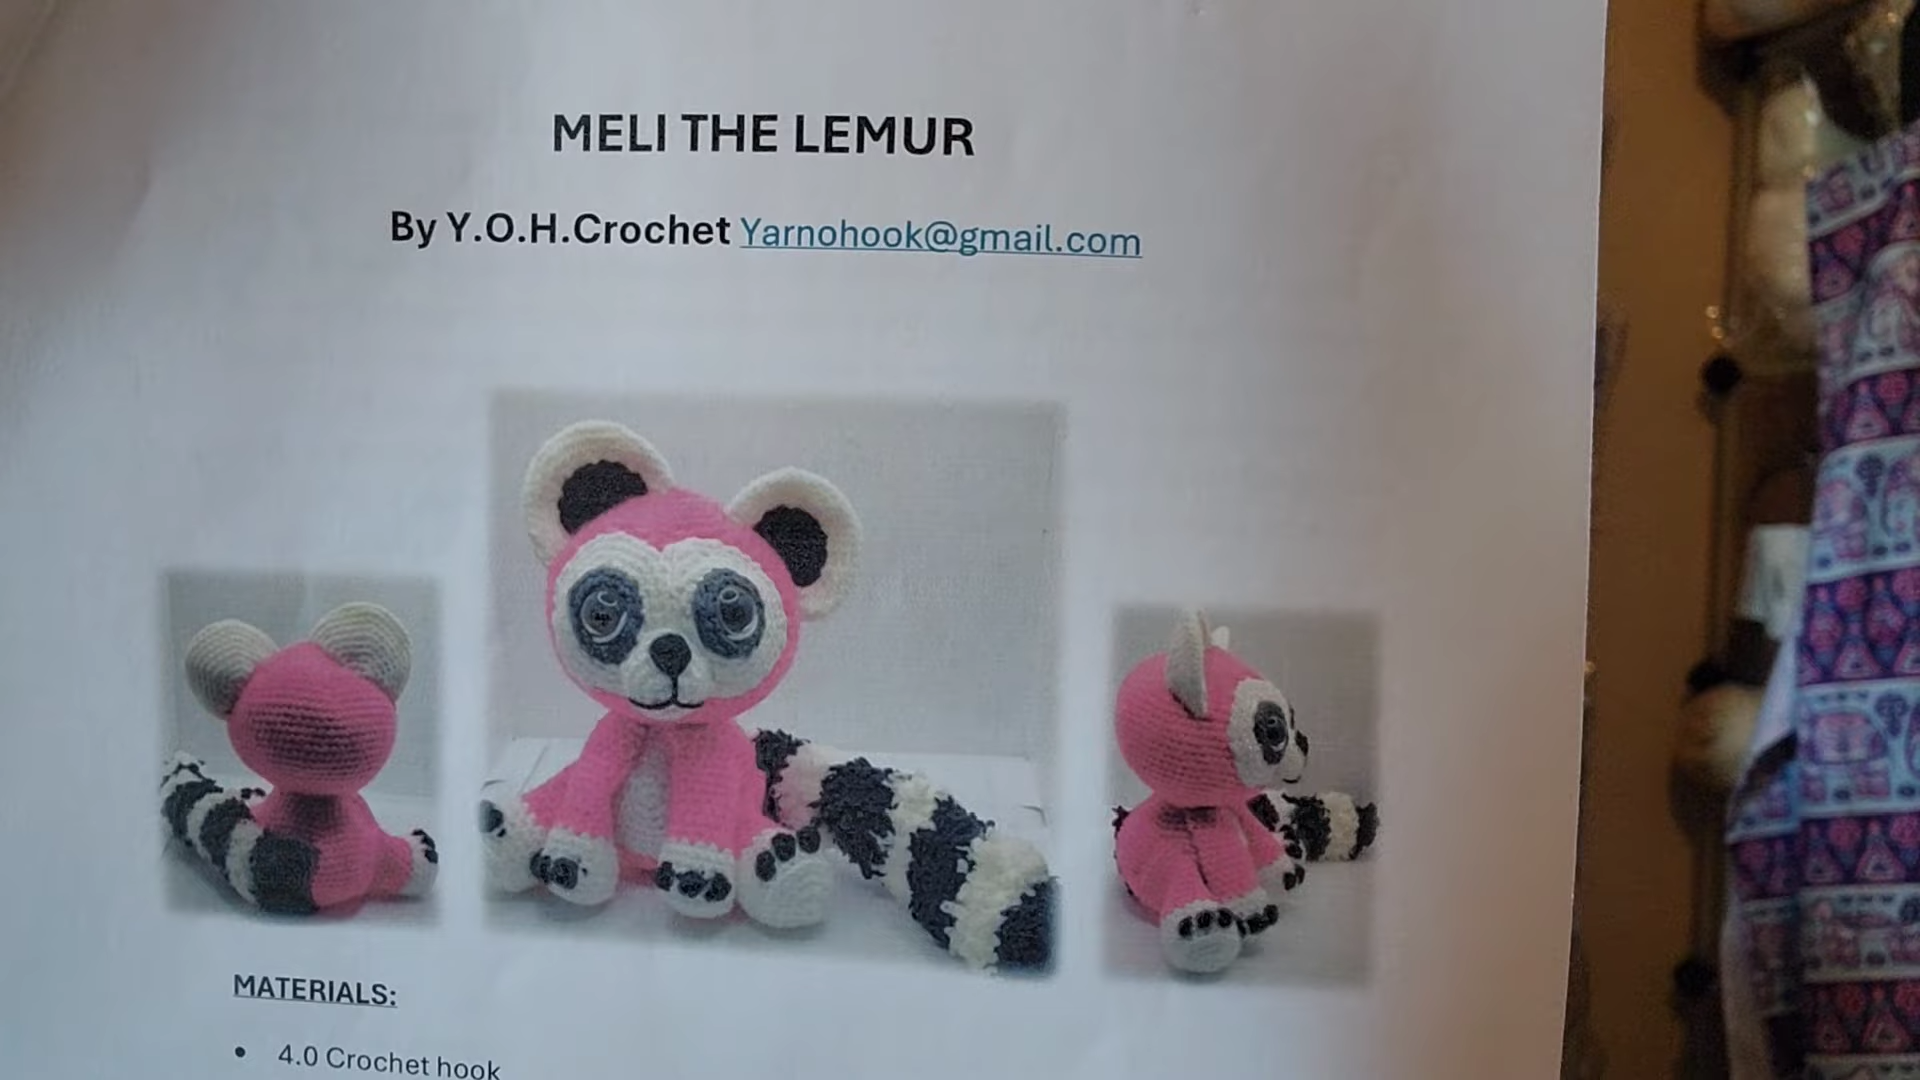 MELI THE LEMUR
By Y.O.H.Crochet Yarnohook@gmail.com
MATERIALS:
• 4.0 Crochet hook